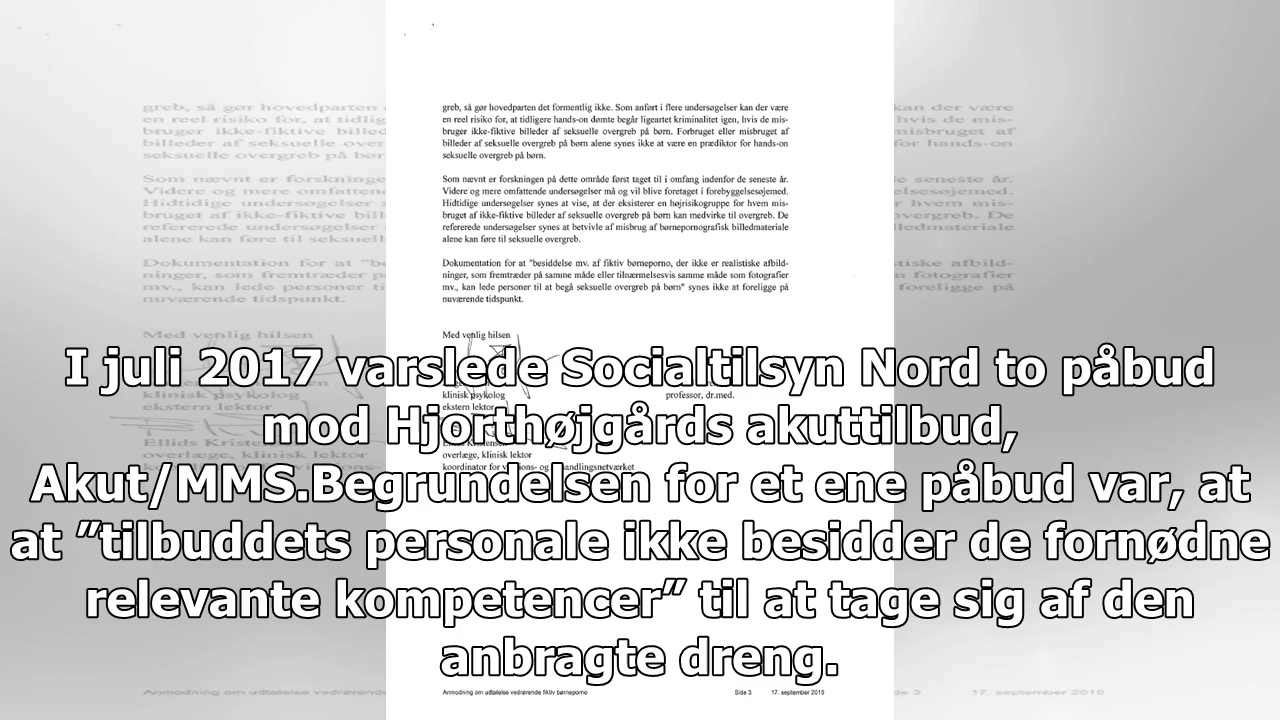 greb, så gør hovedparten det formentlig ikke. Som anført i flere undersøgelser kan der være
en reel risiko for, at tidligere hands-on dømte begår ligeartet kriminalitet igen, hvis de mis-
bruger ikke-fiktive billeder af seksuelle overgreb på børn. Forbruget eller misbruget af
billeder af seksuelle overgreb på børn alene synes ikke at være en prædiktor for hands-on
seksuelle overgreb på børn.
Som nævnt er forskningen på dette område først taget til i omfang indenfor de seneste år.
Videre og mere omfattende undersøgelser må og vil blive foretaget i forebyggelsesøjemed.
Hidtidige undersøgelser synes at vise, at der eksisterer en højrisikogruppe for hvem mis-
bruget af ikke-fiktive billeder af seksuelle overgreb på børn kan medvirke til overgreb. De
refererede undersøgelser synes at betvivle af misbrug af børnepornografisk billedmateriale
alene kan føre til seksuelle overgreb.
Dokumentation for at "besiddelse mv. af fiktiv børneporno, der ikke er realistiske afbild-
ninger, som fremtræder på samme måde eller tilnærmelsesvis samme måde som fotografier
mv., kan lede personer til at begå seksuelle overgreb på børn" synes ikke at foreligge på
nuværende tidspunkt.
Med venlig hilsen
klinisk psykolog
professor, dr.med.
ekstern lektor
Ellids Kristensen
overlæge, klinisk lektor
I juli 2017 varslede Socialtilsyn Nord to påbud
mod Hjorthøjgårds akuttilbud,
Akut/MMS.Begrundelsen for et ene påbud var, at
at ”tilbuddets personale ikke besidder de fornødne
relevante kompetencer” til at tage sig af den
anbragte dreng.
Anmodning om udtalelse vedrørende fiktiv børneporno Side 3 17. september 2010